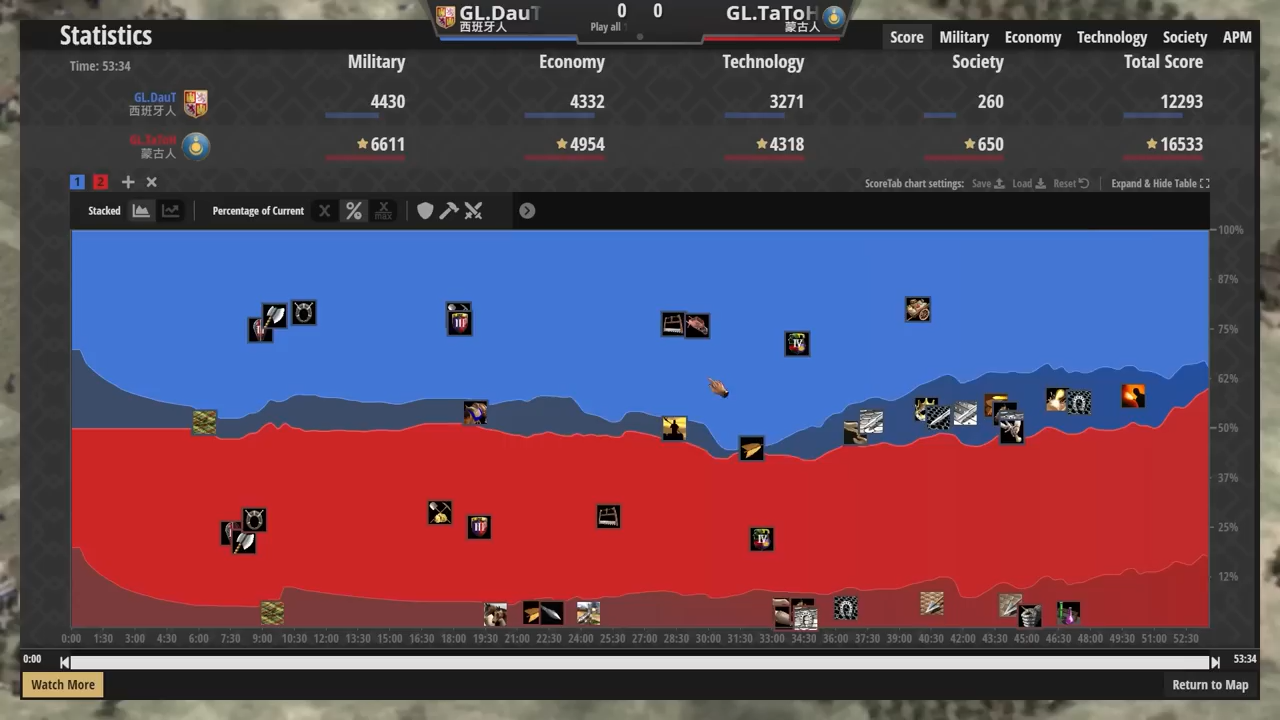 GL.DauT 0 0 GL.TaToH
西班牙人 Play all 蒙古人
Statistics
Score Military Economy Technology Society APM
Time: 53:34 Military Economy Technology Society Total Score
GL.DauT 4430 4332 3271 260 12293
西班牙人
GL.TaToH 6611 4954 4318 650 16533
蒙古人
1 2 ScoreTab chart settings: Save Load Reset Expand & Hide Table
Stacked Percentage of Current X % X max
100%
87%
75%
62%
50%
37%
25%
12%
0:00 1:30 3:00 4:30 6:00 7:30 9:00 10:30 12:00 13:30 15:00 16:30 18:00 19:30 21:00 22:30 24:00 25:30 27:00 28:30 30:00 31:30 33:00 34:30 36:00 37:30 39:00 40:30 42:00 43:30 45:00 46:30 48:00 49:30 51:00 52:30
0:00 53:34
Watch More Return to Map